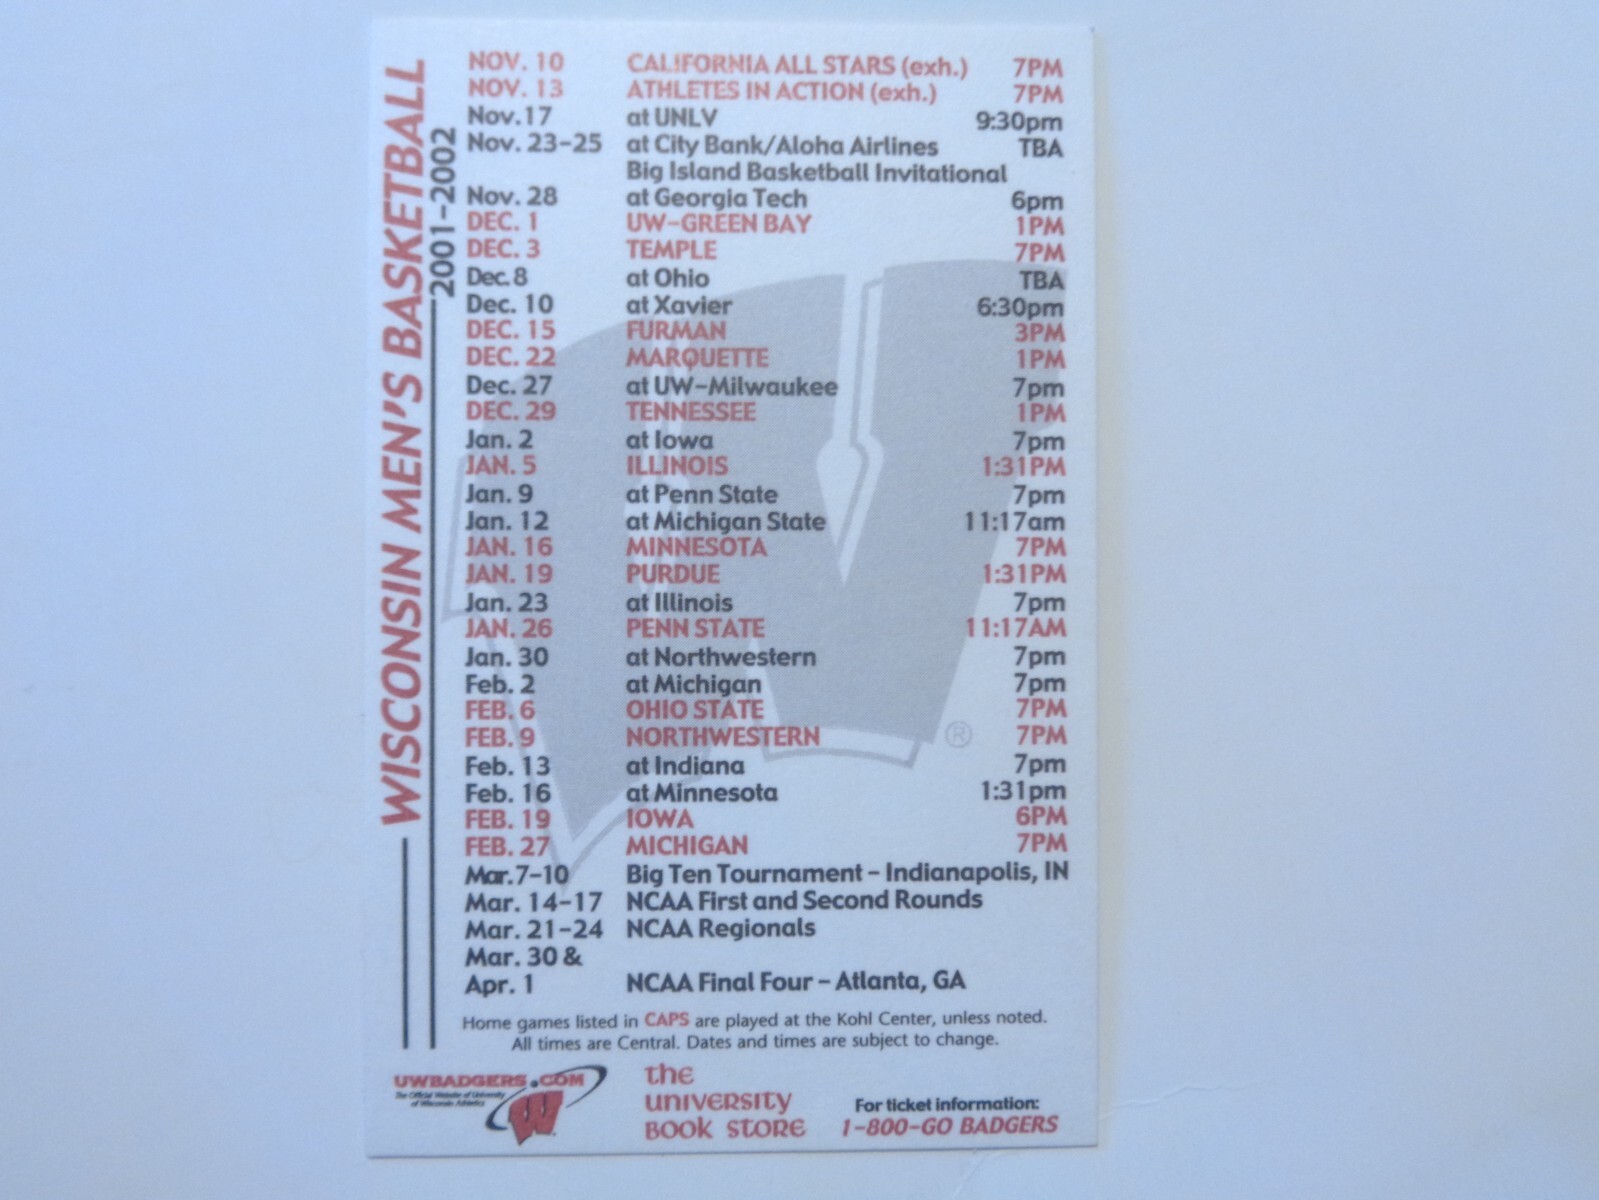 WISCONSIN MEN'S BASKETBALL
2001-2002
NOV. 10 CALIFORNIA ALL STARS (exh.) 7PM
NOV. 13 ATHLETES IN ACTION (exh.) 7PM
Nov.17 at UNLV 9:30pm
Nov. 23-25 at City Bank/Aloha Airlines TBA
Big Island Basketball Invitational
Nov. 28 at Georgia Tech 6pm
DEC. 1 UW-GREEN BAY 1PM
DEC. 3 TEMPLE 7PM
Dec. 8 at Ohio TBA
Dec. 10 at Xavier 6:30pm
DEC. 15 FURMAN 3PM
DEC. 22 MARQUETTE 1PM
Dec. 27 at UW-Milwaukee 7pm
DEC. 29 TENNESSEE 1PM
Jan. 2 at Iowa 7pm
JAN. 5 ILLINOIS 1:31PM
Jan. 9 at Penn State 7pm
Jan. 12 at Michigan State 11:17am
JAN. 16 MINNESOTA 7PM
JAN. 19 PURDUE 1:31PM
Jan. 23 at Illinois 7pm
JAN. 26 PENN STATE 11:17AM
Jan. 30 at Northwestern 7pm
Feb. 2 at Michigan 7pm
FEB. 6 OHIO STATE 7PM
FEB. 9 NORTHWESTERN 7PM
Feb. 13 at Indiana 7pm
Feb. 16 at Minnesota 1:31pm
FEB. 19 IOWA 6PM
FEB. 27 MICHIGAN 7PM
Mar.7-10 Big Ten Tournament - Indianapolis, IN
Mar. 14-17 NCAA First and Second Rounds
Mar. 21-24 NCAA Regionals
Mar. 30 &
Apr. 1 NCAA Final Four - Atlanta, GA
Home games listed in CAPS are played at the Kohl Center, unless noted.
All times are Central. Dates and times are subject to change.
UWBADGERS.COM
The Official Website of University
of Wisconsin Athletics
W
the
university
book store
For ticket information:
1-800-GO BADGERS
W
®